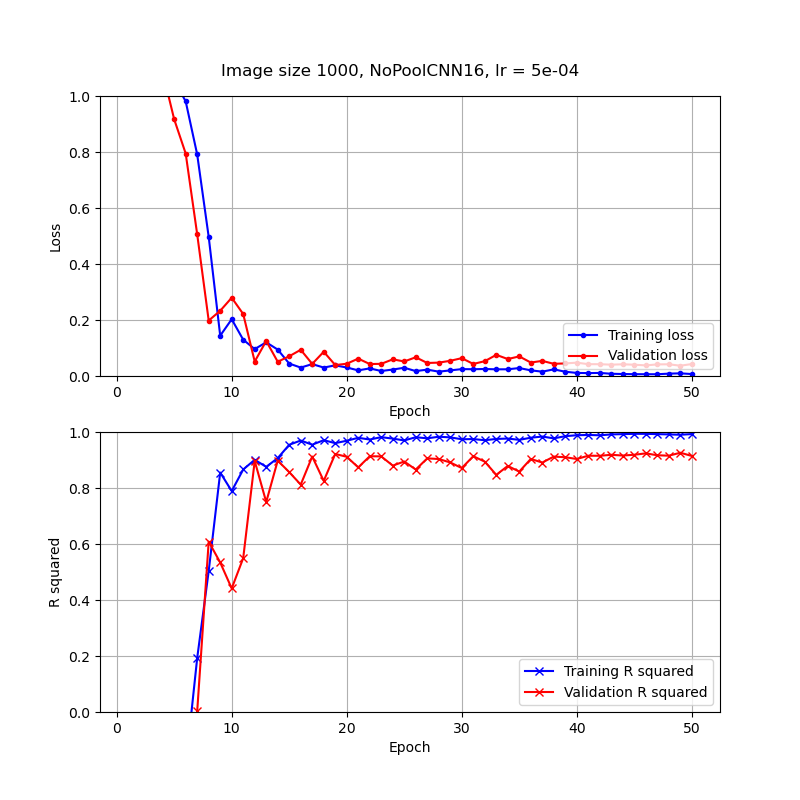 Image size 1000, NoPoolCNN16, lr = 5e-04
1.0
0.8
0.6
0.4
0.2
0.0
Loss
Training loss
Validation loss
0 10 20 30 40 50
Epoch
1.0
0.8
0.6
0.4
0.2
0.0
R squared
Training R squared
Validation R squared
0 10 20 30 40 50
Epoch